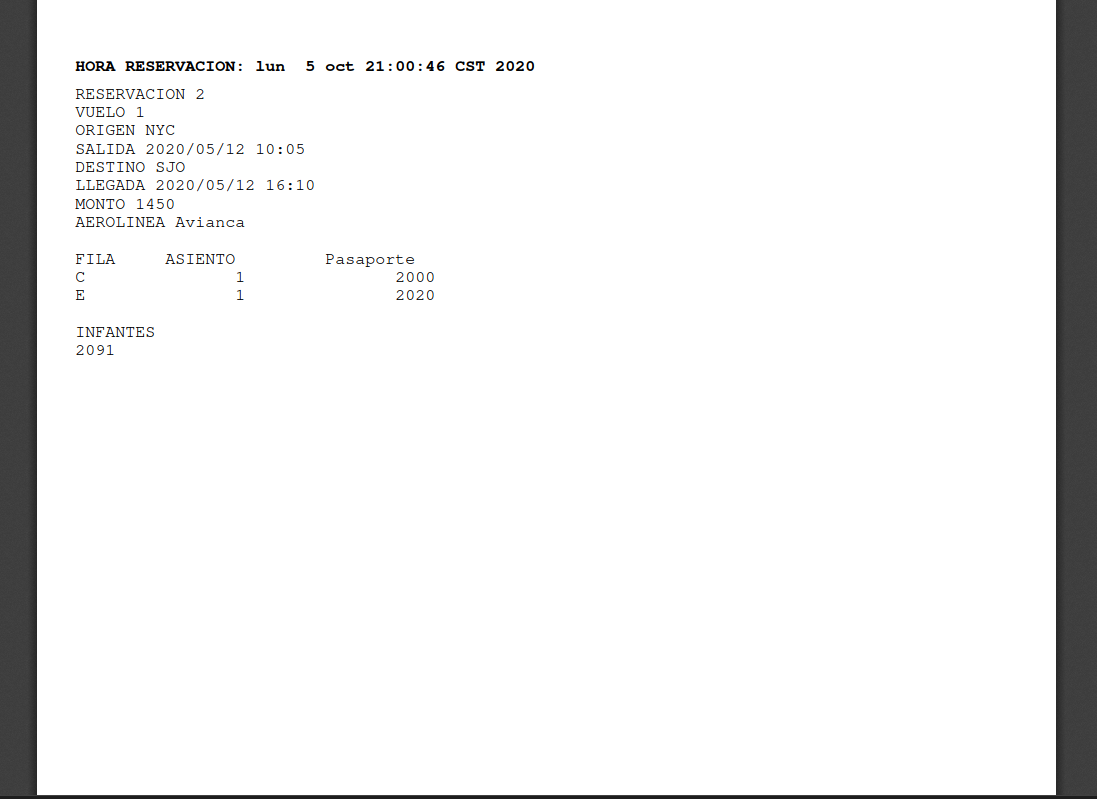 HORA RESERVACION: lun  5 oct 21:00:46 CST 2020
RESERVACION 2
VUELO 1
ORIGEN NYC
SALIDA 2020/05/12 10:05
DESTINO SJO
LLEGADA 2020/05/12 16:10
MONTO 1450
AEROLINEA Avianca
FILA     ASIENTO         Pasaporte
C               1               2000
E               1               2020
INFANTES
2091